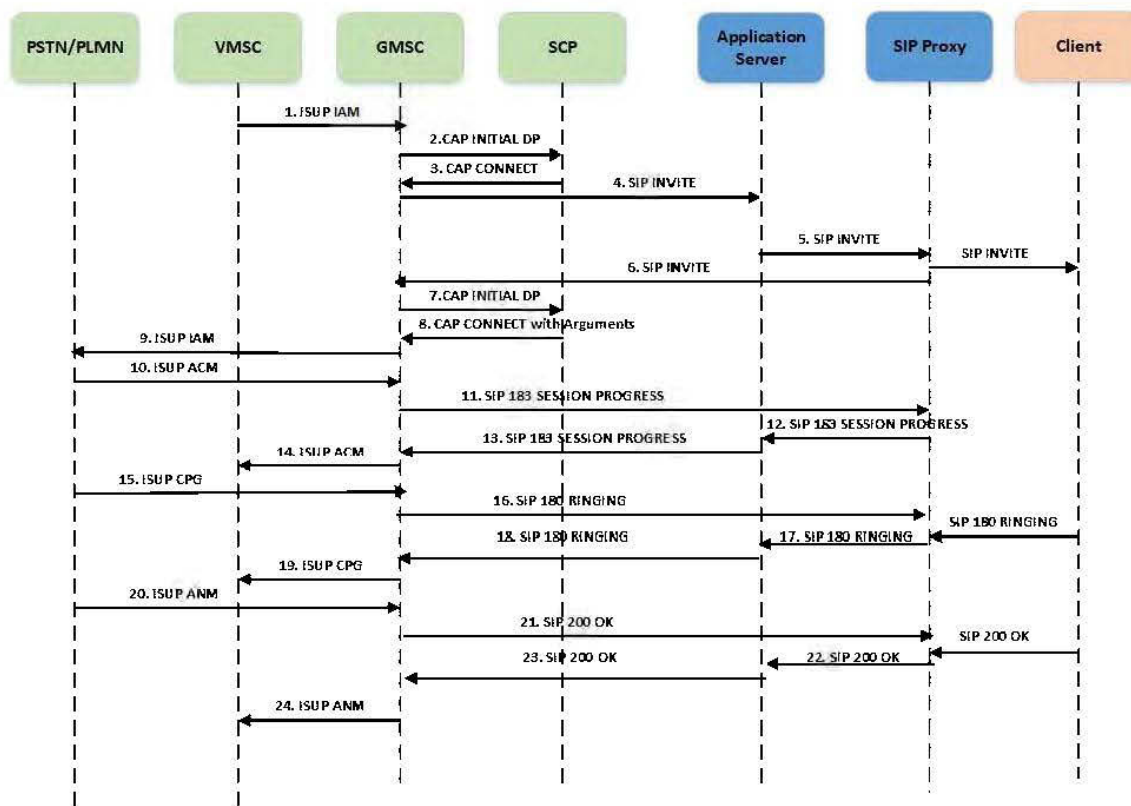 PSTN/PLMN
VMSC
GMSC
SCP
Application
Server
SIP Proxy
Client
1. ISUP IAM
2.CAP INITIAL DP
3. CAP CONNECT
4. SIP INVITE
5. SIP INVITE
SIP INVITE
6. SIP INVITE
7.CAP INITIAL DP
8. CAP CONNECT with Arguments
9. ISUP IAM
10. ISUP ACM
11. SIP 183 SESSION PROGRESS
12. SIP 183 SESSION PROGRESS
13. SIP 183 SESSION PROGRESS
14. ISUP ACM
15. ISUP CPG
16. SIP 180 RINGING
SIP 180 RINGING
17. SIP 180 RINGING
18. SIP 180 RINGING
19. ISUP CPG
20. ISUP ANM
21. SIP 200 OK
SIP 200 OK
22. SIP 200 OK
23. SIP 200 OK
24. ISUP ANM